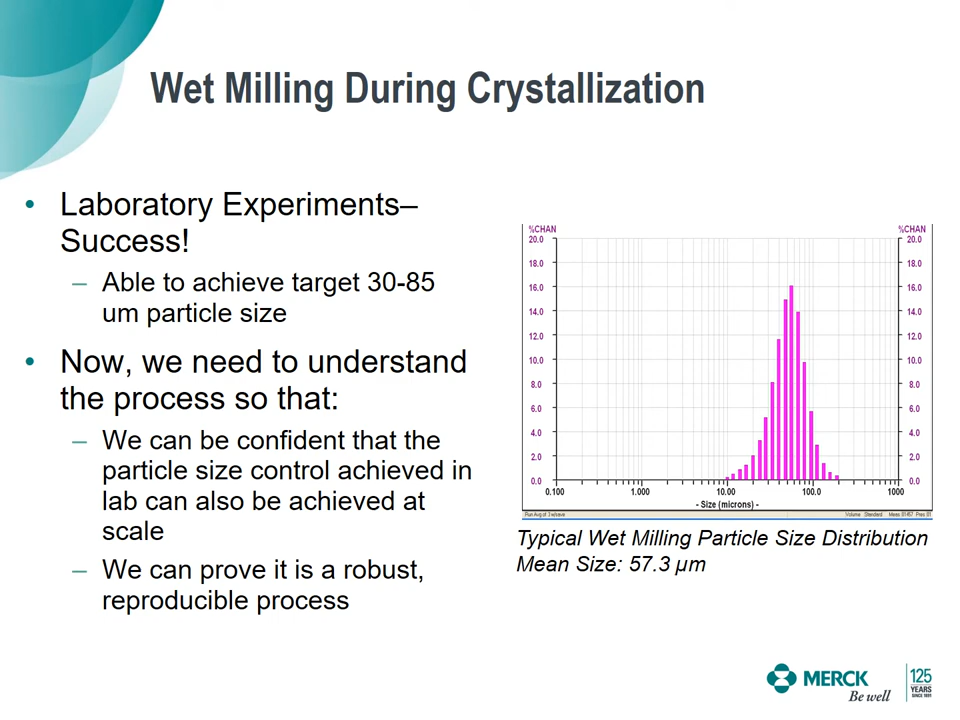 Wet Milling During Crystallization
• Laboratory Experiments–
Success!
– Able to achieve target 30-85
um particle size
• Now, we need to understand
the process so that:
– We can be confident that the
particle size control achieved in
lab can also be achieved at
scale
– We can prove it is a robust,
reproducible process
%CHAN %CHAN
20.0 20.0
18.0 18.0
16.0 16.0
14.0 14.0
12.0 12.0
10.0 10.0
8.0 8.0
6.0 6.0
4.0 4.0
2.0 2.0
0.0 0.0
0.100 1.000 10.00 100.0 1000
- Size (microns) -
Volume Standard
Typical Wet Milling Particle Size Distribution
Mean Size: 57.3 µm
MERCK
Be well
125
YEARS
SINCE 1891